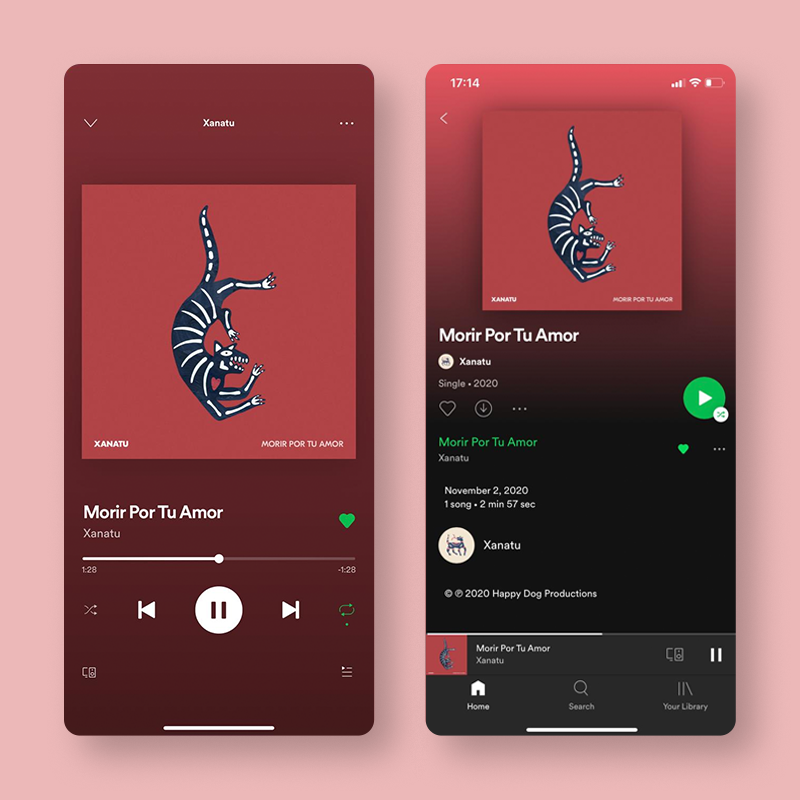 Xanatu
XANATU
MORIR POR TU AMOR
Morir Por Tu Amor
Xanatu
1:28
-1:28
17:14
XANATU
MORIR POR TU AMOR
Morir Por Tu Amor
Xanatu
Single • 2020
Morir Por Tu Amor
Xanatu
November 2, 2020
1 song • 2 min 57 sec
Xanatu
© ℗ 2020 Happy Dog Productions
Morir Por Tu Amor
Xanatu
Home
Search
Your Library